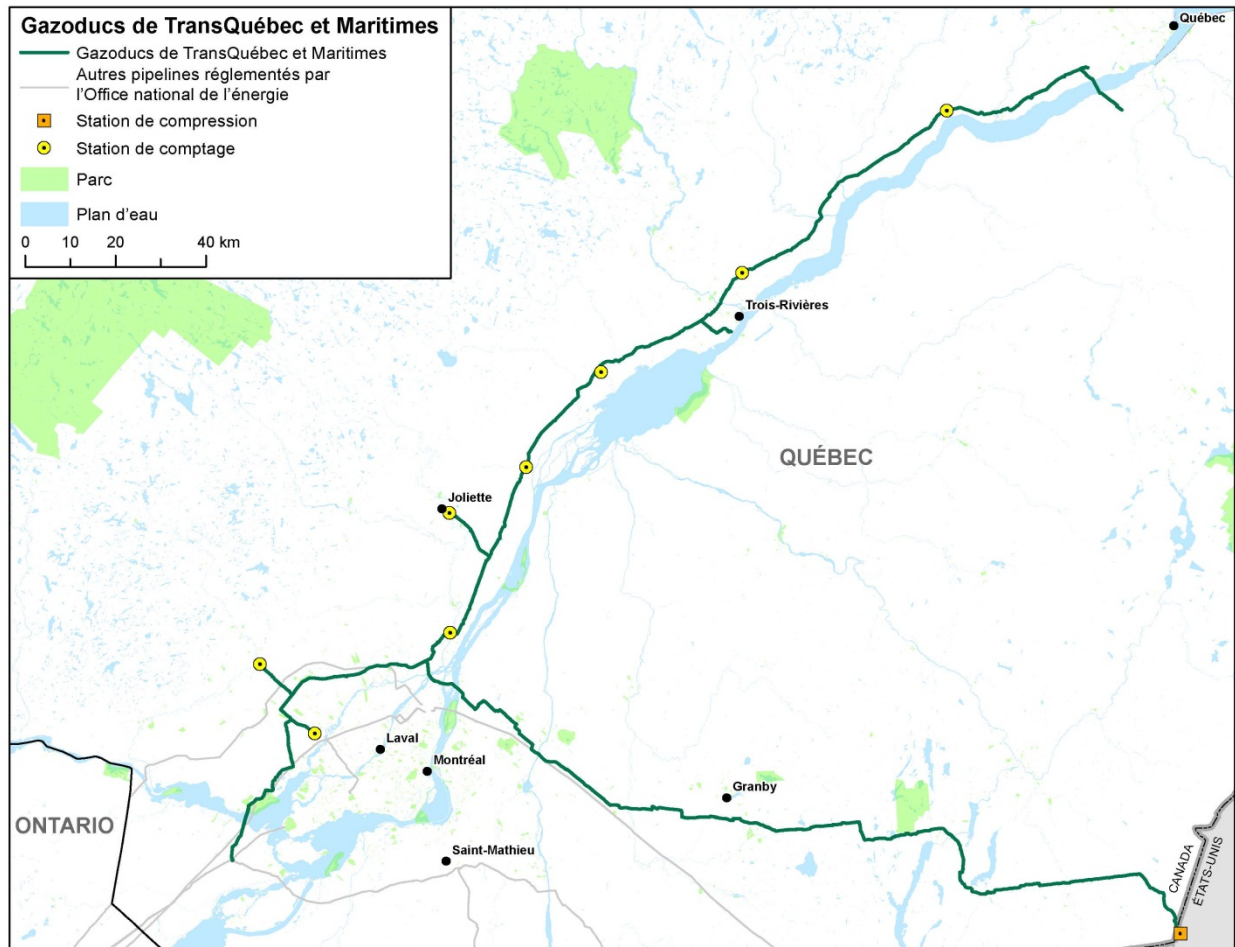 Gazoducs de TransQuébec et Maritimes
Gazoducs de TransQuébec et Maritimes
Autres pipelines réglementés par
l'Office national de l'énergie
Station de compression
Station de comptage
Parc
Plan d'eau
0 10 20 40 km
Québec
Trois-Rivières
QUÉBEC
Joliette
Laval
Montréal
Granby
ONTARIO
Saint-Mathieu
CANADA
ÉTATS-UNIS